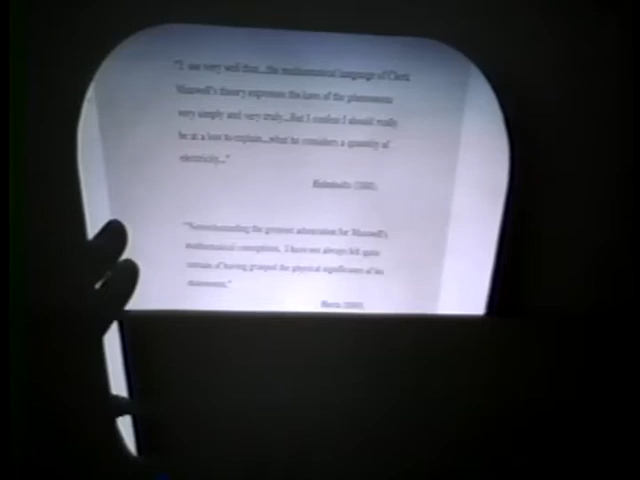 "I see very well that...the mathematical language of Clerk
Maxwell's theory expresses the laws of the phenomena
very simply and very truly...But I confess I should really
be at a loss to explain...what he considers a quantity of
electricity..."
Helmholtz
"Notwithstanding the greatest admiration for Maxwell's
mathematical conceptions, I have not always felt quite
certain of having grasped the physical significance of his
statements."
Hertz